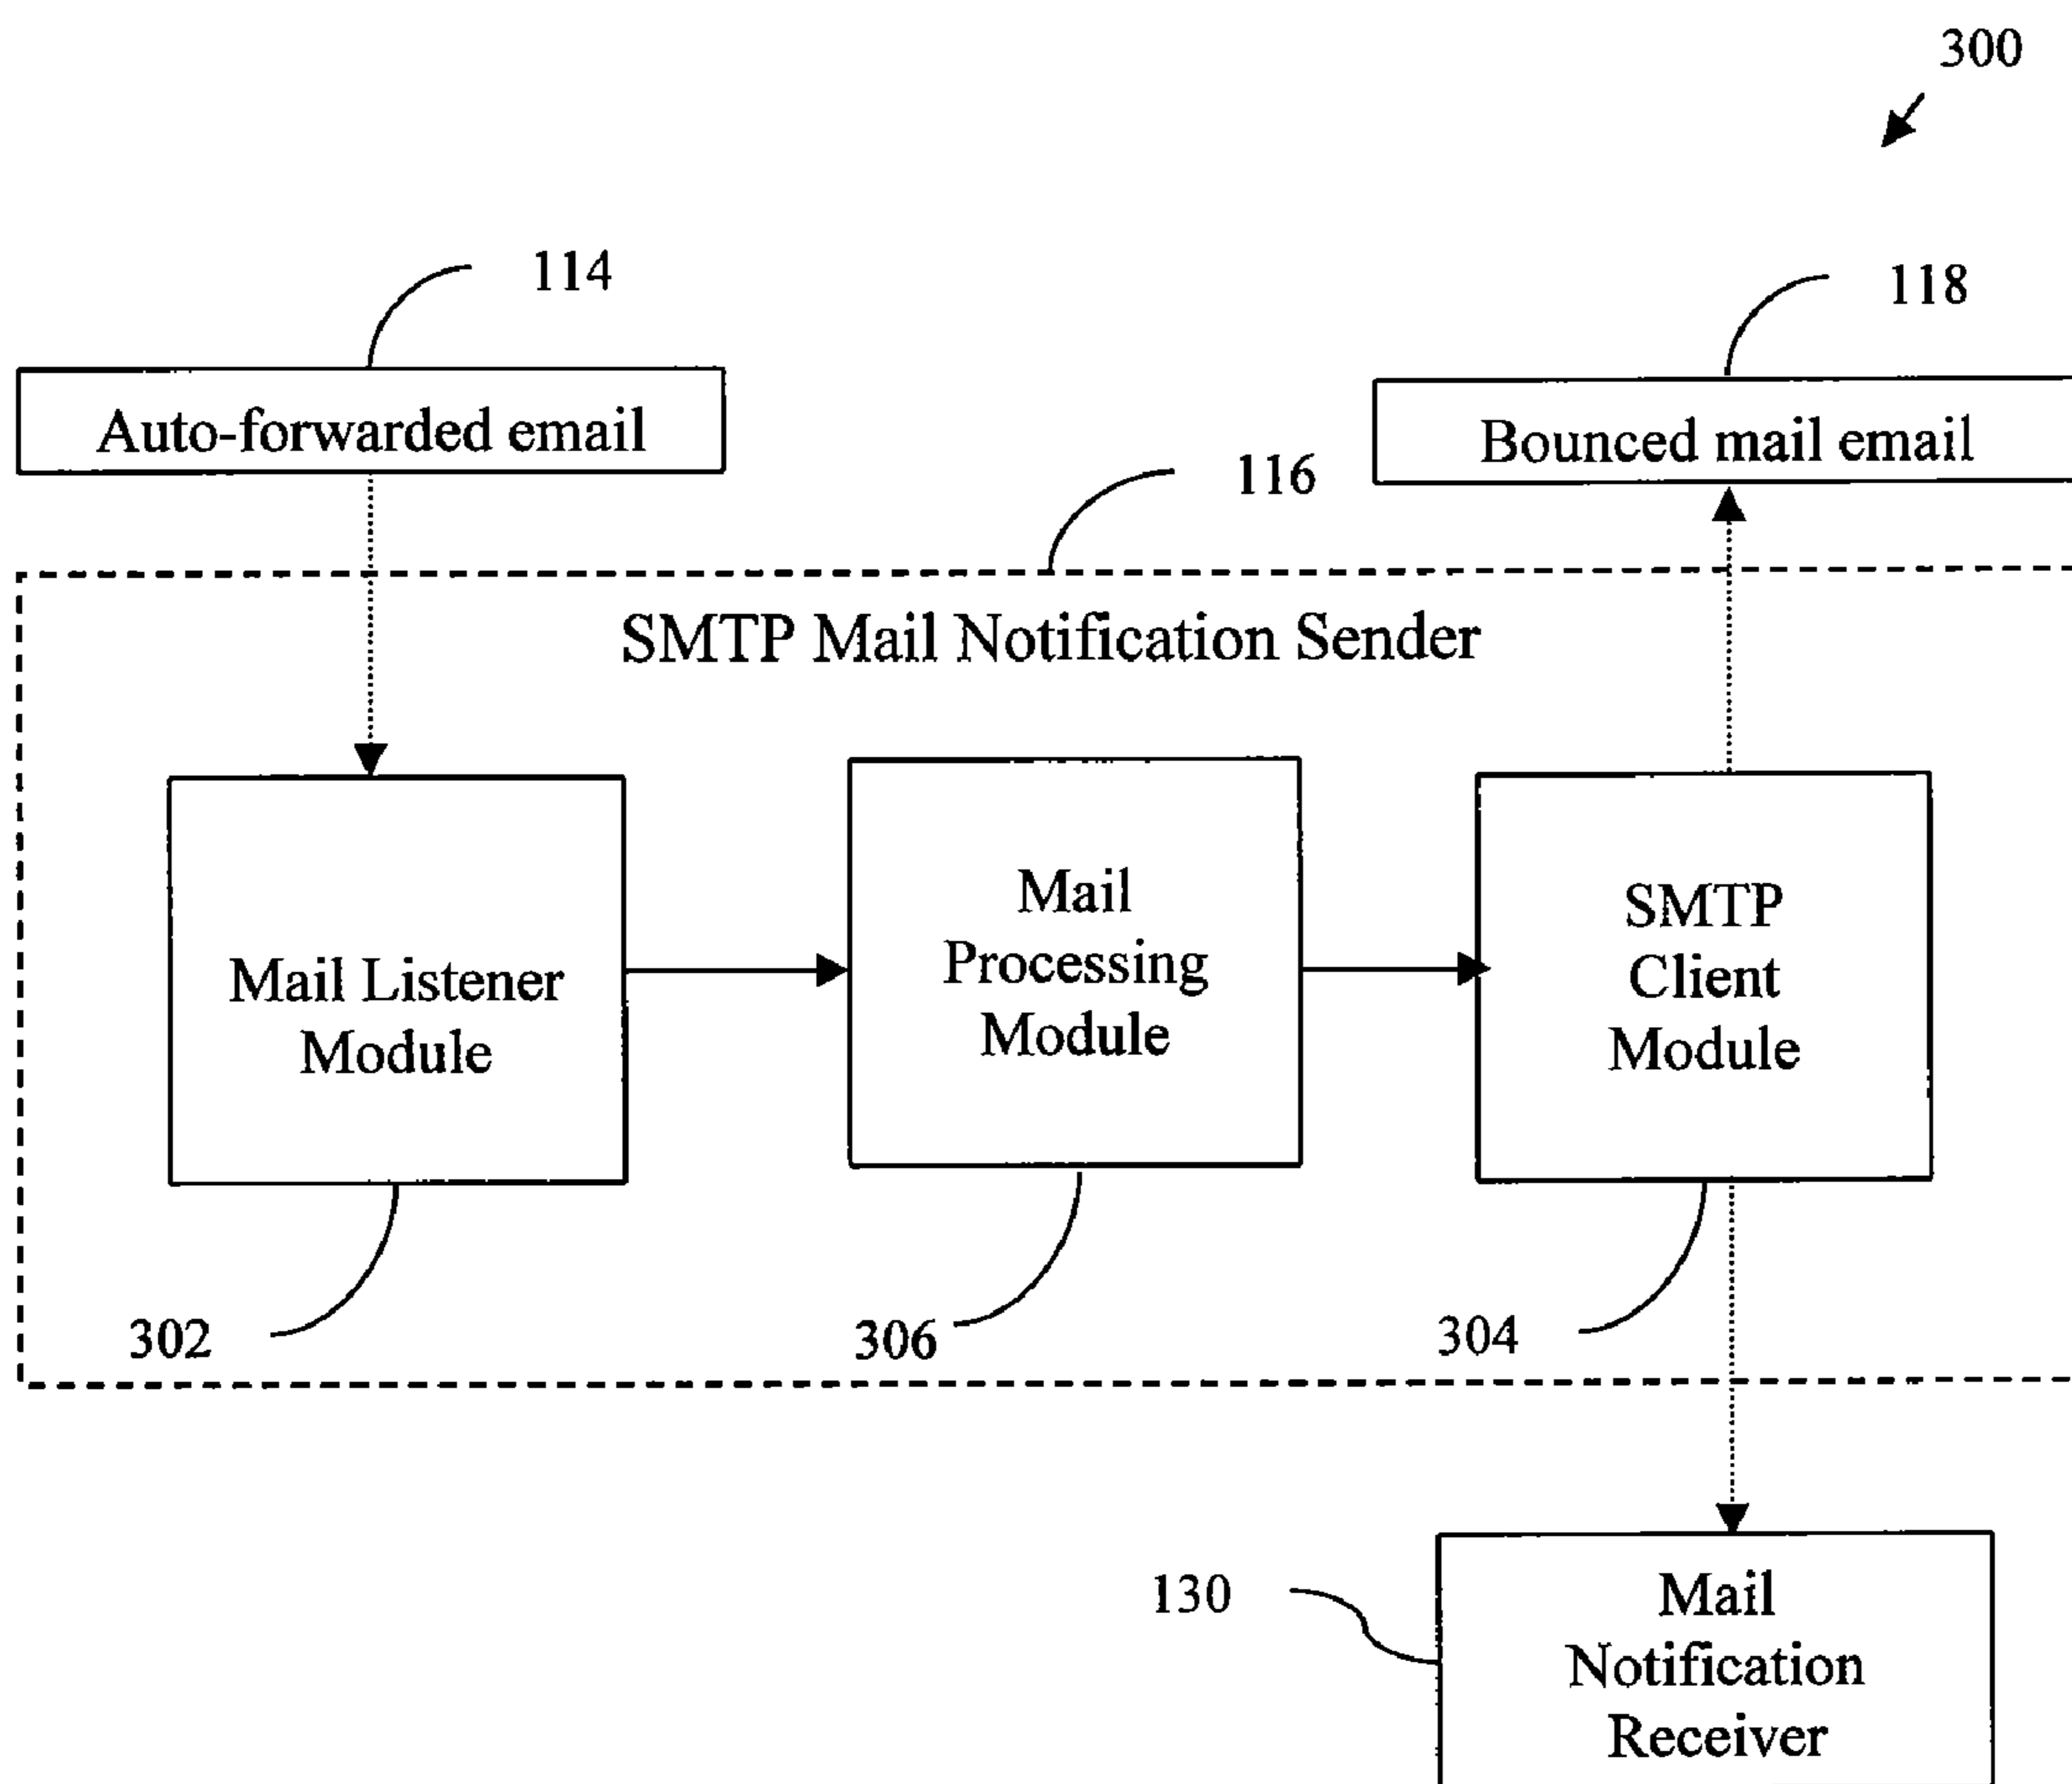 300
114
118
Auto-forwarded email
Bounced mail email
116
SMTP Mail Notification Sender
Mail Listener
Module
Mail
Processing
Module
SMTP
Client
Module
302
306
304
130
Mail
Notification
Receiver